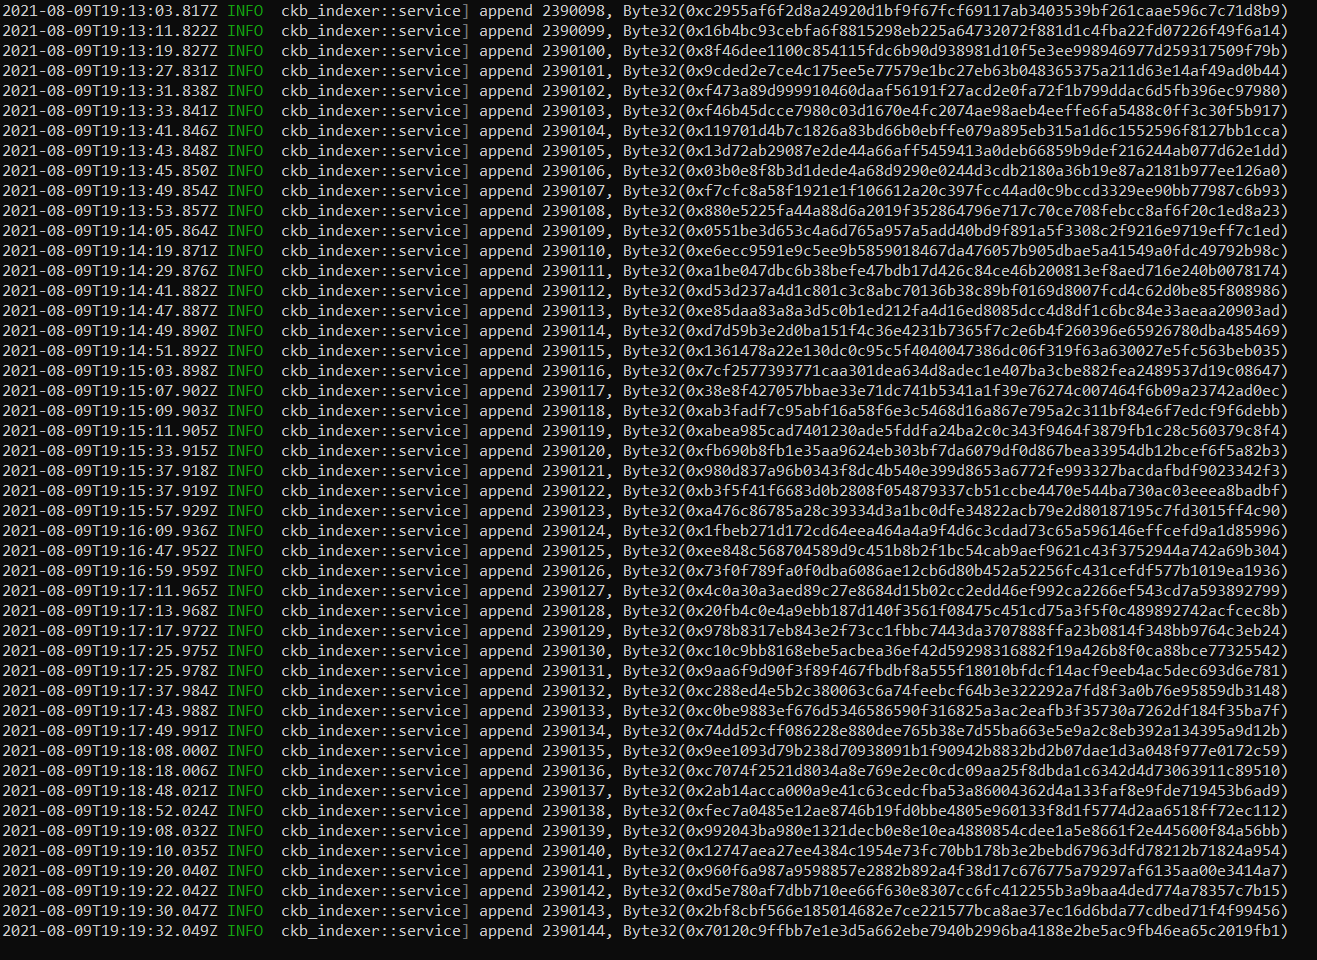 2021-08-09T19:13:03.817Z INFO ckb_indexer::service] append 2390098, Byte32(0xc2955af6f2d8a24920d1bf9f67fcf69117ab3403539bf261caae596c7c71d8b9)
2021-08-09T19:13:11.822Z INFO ckb_indexer::service] append 2390099, Byte32(0x16b4bc93cebfa6f8815298eb225a64732072f881d1c4fba22fd07226f49f6a14)
2021-08-09T19:13:19.827Z INFO ckb_indexer::service] append 2390100, Byte32(0x8f46dee1100c854115fdc6b90d938981d10f5e3ee998946977d259317509f79b)
2021-08-09T19:13:27.831Z INFO ckb_indexer::service] append 2390101, Byte32(0x9cded2e7ce4c175ee5e77579e1bc27eb63b048365375a211d63e14af49ad0b44)
2021-08-09T19:13:31.838Z INFO ckb_indexer::service] append 2390102, Byte32(0xf473a89d999910460daaf56191f27acd2e0fa72f1b799ddac6d5fb396ec97980)
2021-08-09T19:13:33.841Z INFO ckb_indexer::service] append 2390103, Byte32(0xf46b45dcce7980c03d1670e4fc2074ae98aeb4eeffe6fa5488c0ff3c30f5b917)
2021-08-09T19:13:41.846Z INFO ckb_indexer::service] append 2390104, Byte32(0x119701d4b7c1826a83bd66b0ebffe079a895eb315a1d6c1552596f8127bb1cca)
2021-08-09T19:13:43.848Z INFO ckb_indexer::service] append 2390105, Byte32(0x13d72ab29087e2de44a66aff5459413a0deb66859b9def216244ab077d62e1dd)
2021-08-09T19:13:45.850Z INFO ckb_indexer::service] append 2390106, Byte32(0x03b0e8f8b3d1dede4a68d9290e0244d3cdb2180a36b19e87a2181b977ee126a0)
2021-08-09T19:13:49.854Z INFO ckb_indexer::service] append 2390107, Byte32(0xf7cfc8a58f1921e1f106612a20c397fcc44ad0c9bccd3329ee90bb77987c6b93)
2021-08-09T19:13:53.857Z INFO ckb_indexer::service] append 2390108, Byte32(0x880e5225fa44a88d6a2019f352864796e717c70ce708febcc8af6f20c1ed8a23)
2021-08-09T19:14:05.864Z INFO ckb_indexer::service] append 2390109, Byte32(0x0551be3d653c4a6d765a957a5add40bd9f891a5f3308c2f9216e9719eff7c1ed)
2021-08-09T19:14:19.871Z INFO ckb_indexer::service] append 2390110, Byte32(0xe6ecc9591e9c5ee9b5859018467da476057b905dbae5a41549a0fdc49792b98c)
2021-08-09T19:14:29.876Z INFO ckb_indexer::service] append 2390111, Byte32(0xa1be047dbc6b38befe47bdb17d426c84ce46b200813ef8aed716e240b0078174)
2021-08-09T19:14:41.882Z INFO ckb_indexer::service] append 2390112, Byte32(0xd53d237a4d1c801c3c8abc70136b38c89bf0169d8007fcd4c62d0be85f808986)
2021-08-09T19:14:47.887Z INFO ckb_indexer::service] append 2390113, Byte32(0xe85daa83a8a3d5c0b1ed212fa4d16ed8085dcc4d8df1c6bc84e33aeaa20903ad)
2021-08-09T19:14:49.890Z INFO ckb_indexer::service] append 2390114, Byte32(0xd7d59b3e2d0ba151f4c36e4231b7365f7c2e6b4f260396e65926780dba485469)
2021-08-09T19:14:51.892Z INFO ckb_indexer::service] append 2390115, Byte32(0x1361478a22e130dc0c95c5f4040047386dc06f319f63a630027e5fc563beb035)
2021-08-09T19:15:03.898Z INFO ckb_indexer::service] append 2390116, Byte32(0x7cf2577393771caa301dea634d8adec1e407ba3cbe882fea2489537d19c08647)
2021-08-09T19:15:07.902Z INFO ckb_indexer::service] append 2390117, Byte32(0x38e8f427057bbae33e71dc741b5341a1f39e76274c007464f6b09a23742ad0ec)
2021-08-09T19:15:09.903Z INFO ckb_indexer::service] append 2390118, Byte32(0xab3fadf7c95abf16a58f6e3c5468d16a867e795a2c311bf84e6f7edcf9f6debb)
2021-08-09T19:15:11.905Z INFO ckb_indexer::service] append 2390119, Byte32(0xabea985cad7401230ade5fddfa24ba2c0c343f9464f3879fb1c28c560379c8f4)
2021-08-09T19:15:33.915Z INFO ckb_indexer::service] append 2390120, Byte32(0xfb690b8fb1e35aa9624eb303bf7da6079df0d867bea33954db12bcef6f5a82b3)
2021-08-09T19:15:37.918Z INFO ckb_indexer::service] append 2390121, Byte32(0x980d837a96b0343f8dc4b540e399d8653a6772fe993327bacdafbdf9023342f3)
2021-08-09T19:15:37.919Z INFO ckb_indexer::service] append 2390122, Byte32(0xb3f5f41f6683d0b2808f054879337cb51ccbe4470e544ba730ac03eeea8badbf)
2021-08-09T19:15:57.929Z INFO ckb_indexer::service] append 2390123, Byte32(0xa476c86785a28c39334d3a1bc0dfe34822acb79e2d80187195c7fd3015ff4c90)
2021-08-09T19:16:09.936Z INFO ckb_indexer::service] append 2390124, Byte32(0x1fbeb271d172cd64eea464a4a9f4d6c3cdad73c65a596146effcefd9a1d85996)
2021-08-09T19:16:47.952Z INFO ckb_indexer::service] append 2390125, Byte32(0xee848c568704589d9c451b8b2f1bc54cab9aef9621c43f3752944a742a69b304)
2021-08-09T19:16:59.959Z INFO ckb_indexer::service] append 2390126, Byte32(0x73f0f789fa0f0dba6086ae12cb6d80b452a52256fc431cefdf577b1019ea1936)
2021-08-09T19:17:11.965Z INFO ckb_indexer::service] append 2390127, Byte32(0x4c0a30a3aed89c27e8684d15b02cc2edd46ef992ca2266ef543cd7a593892799)
2021-08-09T19:17:13.968Z INFO ckb_indexer::service] append 2390128, Byte32(0x20fb4c0e4a9ebb187d140f3561f08475c451cd75a3f5f0c489892742acfcec8b)
2021-08-09T19:17:17.972Z INFO ckb_indexer::service] append 2390129, Byte32(0x978b8317eb843e2f73cc1fbbc7443da3707888ffa23b0814f348bb9764c3eb24)
2021-08-09T19:17:25.975Z INFO ckb_indexer::service] append 2390130, Byte32(0xc10c9bb8168ebe5acbea36ef42d59298316882f19a426b8f0ca88bce77325542)
2021-08-09T19:17:25.978Z INFO ckb_indexer::service] append 2390131, Byte32(0x9aa6f9d90f3f89f467fbdbf8a555f18010bfdcf14acf9eeb4ac5dec693d6e781)
2021-08-09T19:17:37.984Z INFO ckb_indexer::service] append 2390132, Byte32(0xc288ed4e5b2c380063c6a74feebcf64b3e322292a7fd8f3a0b76e95859db3148)
2021-08-09T19:17:43.988Z INFO ckb_indexer::service] append 2390133, Byte32(0xc0be9883ef676d5346586590f316825a3ac2eafb3f35730a7262df184f35ba7f)
2021-08-09T19:17:49.991Z INFO ckb_indexer::service] append 2390134, Byte32(0x74dd52cff086228e880dee765b38e7d55ba663e5e9a2c8eb392a134395a9d12b)
2021-08-09T19:18:08.000Z INFO ckb_indexer::service] append 2390135, Byte32(0x9ee1093d79b238d70938091b1f90942b8832bd2b07dae1d3a048f977e0172c59)
2021-08-09T19:18:18.006Z INFO ckb_indexer::service] append 2390136, Byte32(0xc7074f2521d8034a8e769e2ec0cdc09aa25f8dbda1c6342d4d73063911c89510)
2021-08-09T19:18:48.021Z INFO ckb_indexer::service] append 2390137, Byte32(0x2ab14acca000a9e41c63cedcfba53a86004362d4a133faf8e9fde719453b6ad9)
2021-08-09T19:18:52.024Z INFO ckb_indexer::service] append 2390138, Byte32(0xfec7a0485e12ae8746b19fd0bbe4805e960133f8d1f5774d2aa6518ff72ec112)
2021-08-09T19:19:08.032Z INFO ckb_indexer::service] append 2390139, Byte32(0x992043ba980e1321decb0e8e10ea4880854cdee1a5e8661f2e445600f84a56bb)
2021-08-09T19:19:10.035Z INFO ckb_indexer::service] append 2390140, Byte32(0x12747aea27ee4384c1954e73fc70bb178b3e2bebd67963dfd78212b71824a954)
2021-08-09T19:19:20.040Z INFO ckb_indexer::service] append 2390141, Byte32(0x960f6a987a9598857e2882b892a4f38d17c676775a79297af6135aa00e3414a7)
2021-08-09T19:19:22.042Z INFO ckb_indexer::service] append 2390142, Byte32(0xd5e780af7dbb710ee66f630e8307cc6fc412255b3a9baa4ded774a78357c7b15)
2021-08-09T19:19:30.047Z INFO ckb_indexer::service] append 2390143, Byte32(0x2bf8cbf566e185014682e7ce221577bca8ae37ec16d6bda77cdbed71f4f99456)
2021-08-09T19:19:32.049Z INFO ckb_indexer::service] append 2390144, Byte32(0x70120c9ffbb7e1e3d5a662ebe7940b2996ba4188e2be5ac9fb46ea65c2019fb1)